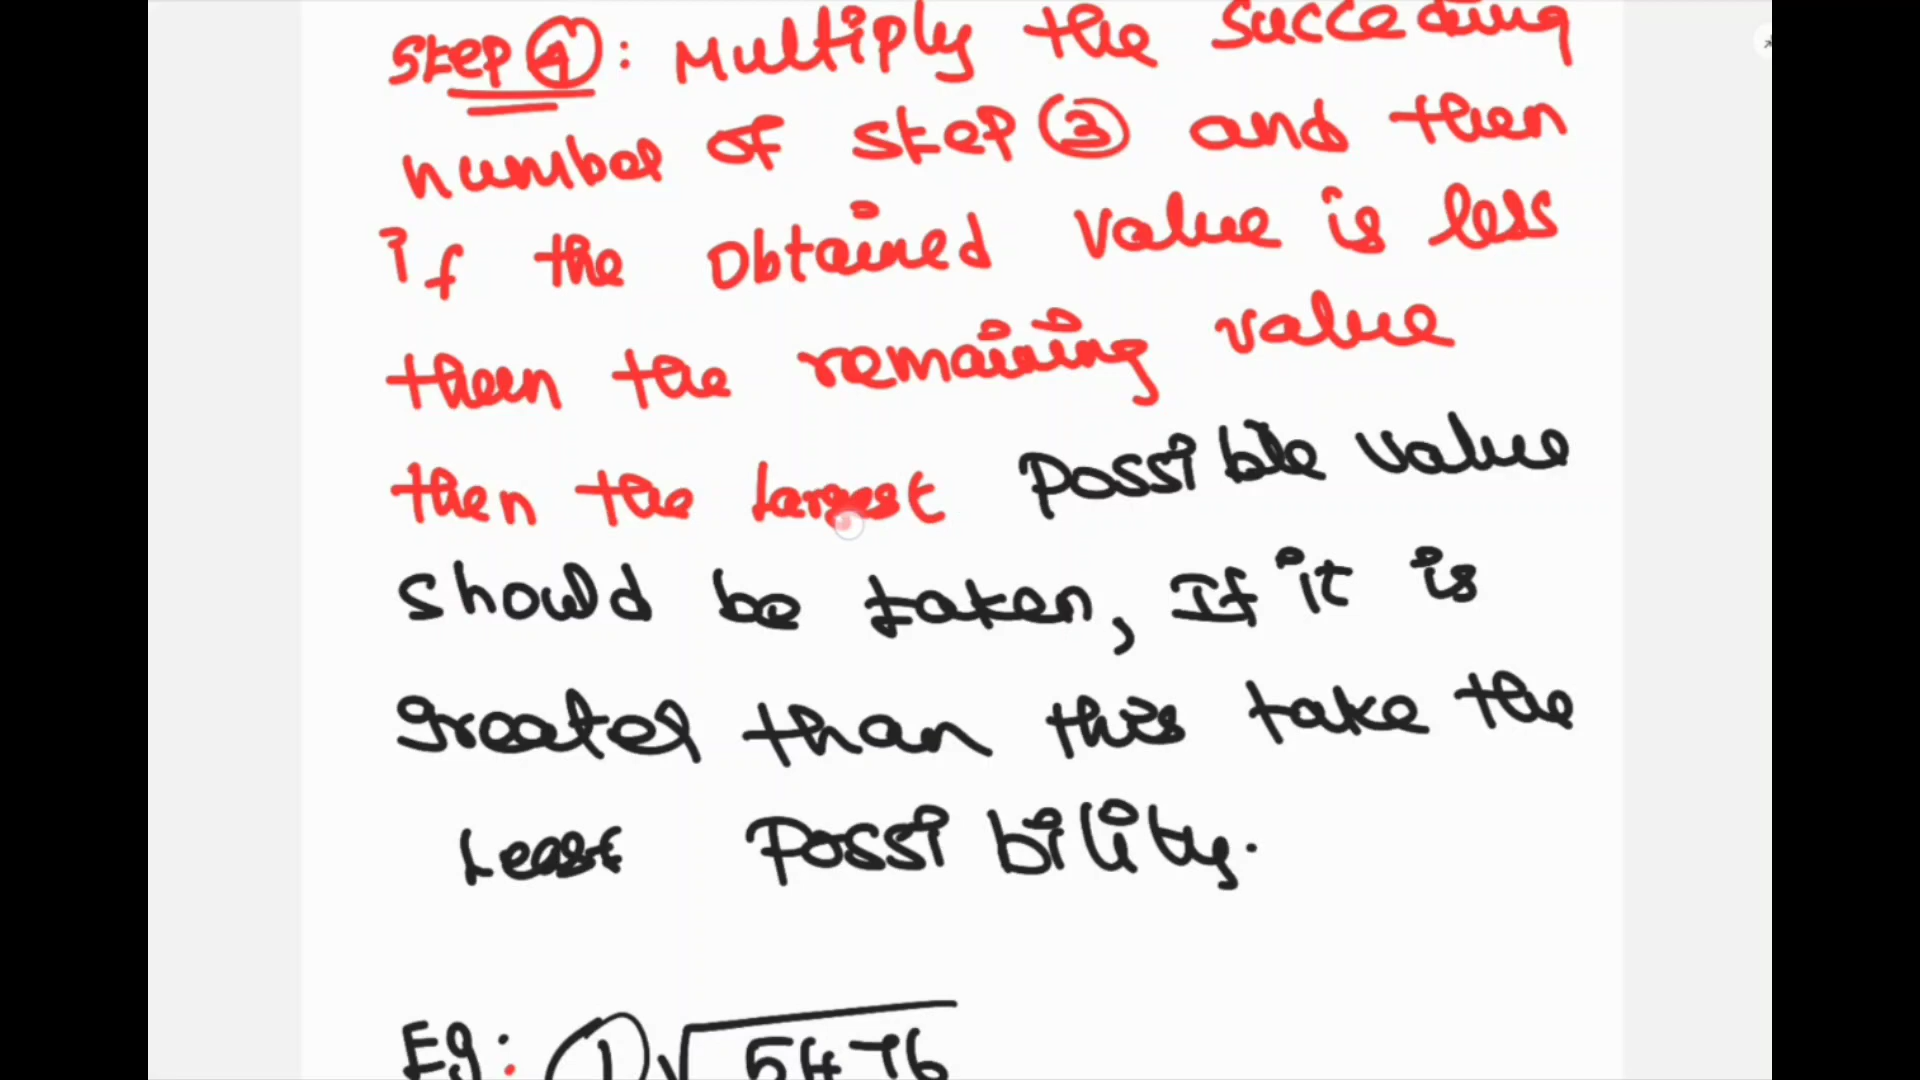 Step ④: Multiply the succeding
number of step ③ and then
if the obtained value is less
then the remaining value
then the largest possible value
should be taken, If it is
greater than this take the
Least Possibility.
Eg: ① √5476